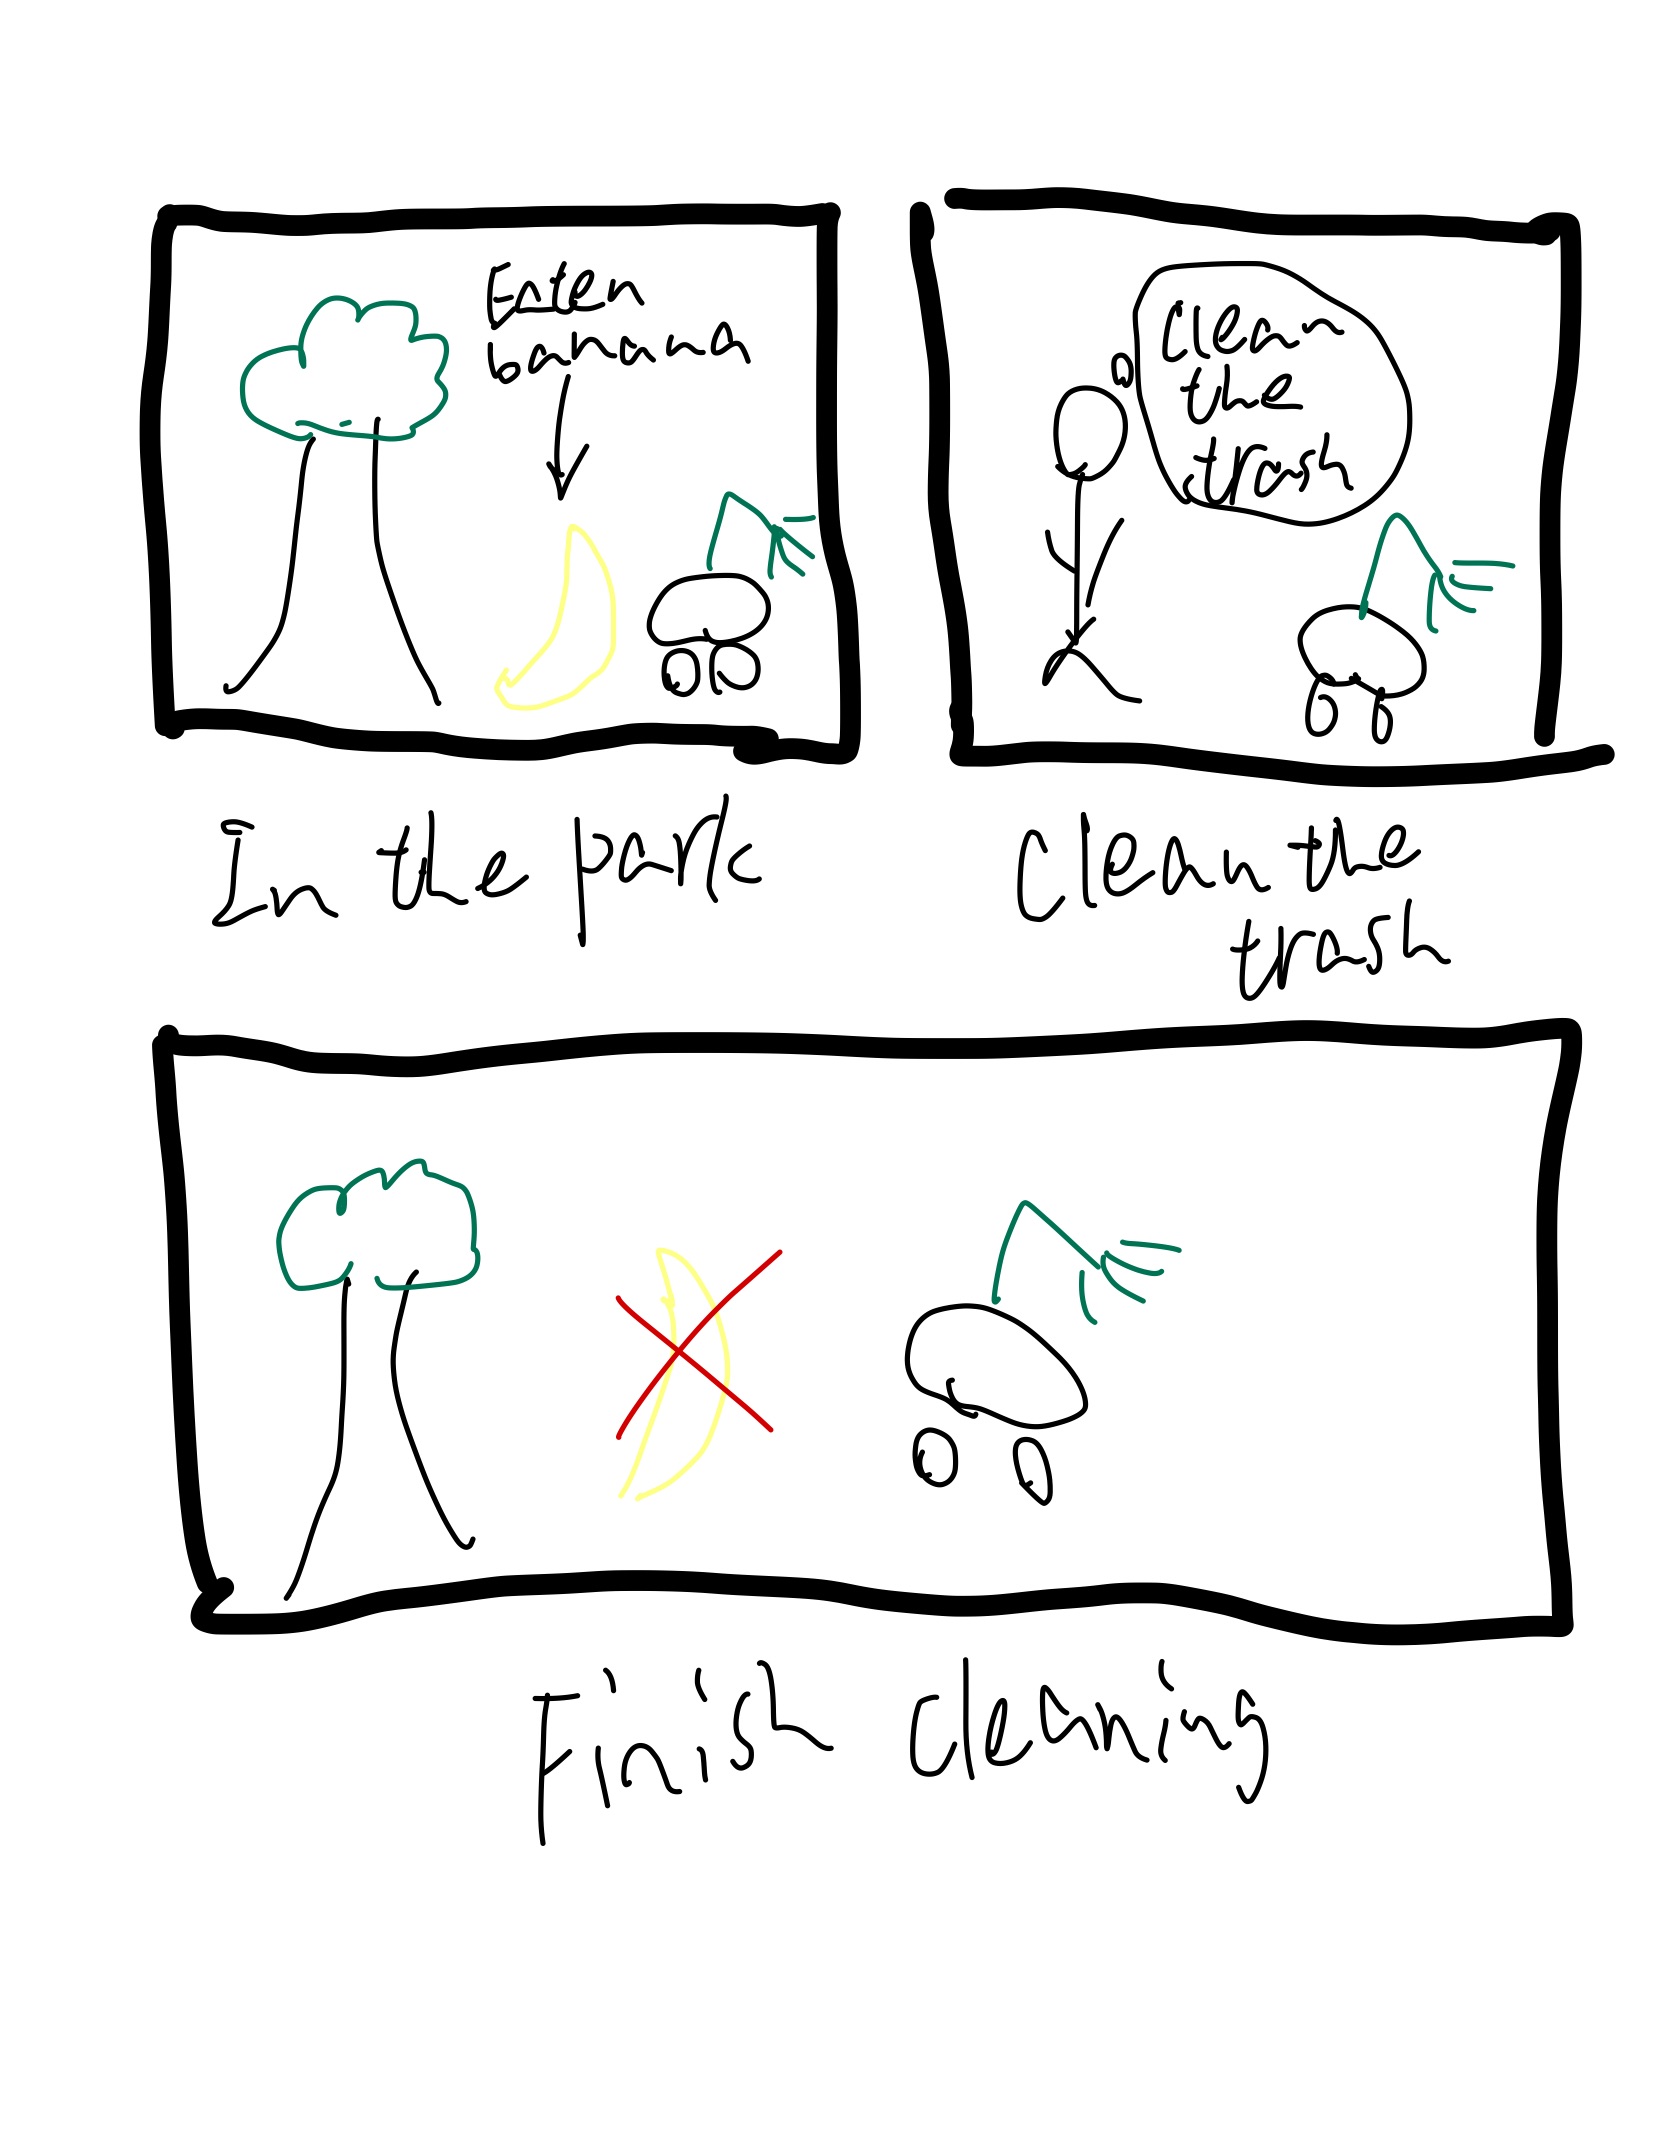 Eaten
banana
Clean
the
trash
In the park
Clean the
trash
Finish cleaning